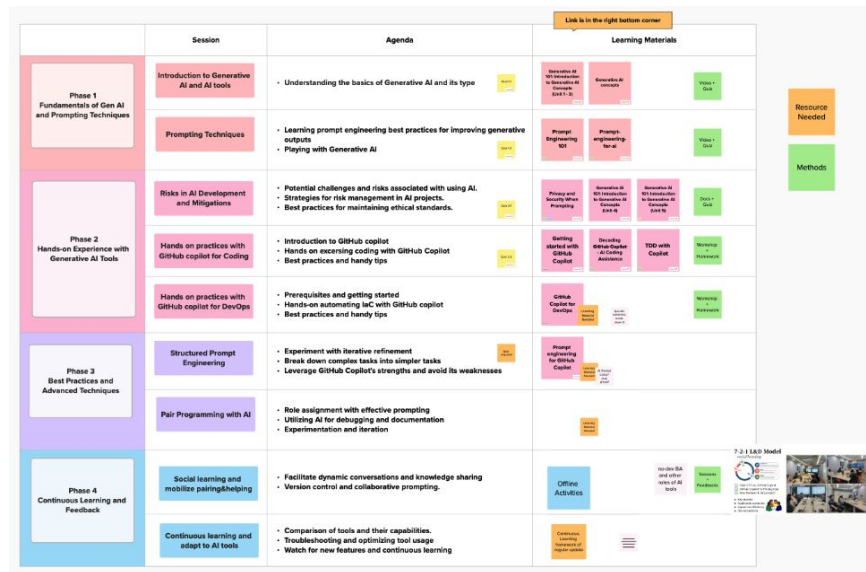 Link is in the right bottom corner
Session
Agenda
Learning Materials
Phase 1
Fundamentals of Gen AI
and Prompting Techniques
Introduction to Generative
AI and AI tools
• Understanding the basics of Generative AI and its type
Generative AI
101:Introduction
to Generative AI
Concepts
(Unit 1 - 3)
Generative AI
concepts
Video +
Quiz
Prompting Techniques
• Learning prompt engineering best practices for improving generative
outputs
• Playing with Generative AI
Prompt
Engineering
101
Prompt-
engineering-
for-ai
Video +
Quiz
Resource
Needed
Methods
Phase 2
Hands-on Experience with
Generative AI Tools
Risks in AI Development
and Mitigations
• Potential challenges and risks associated with using AI.
• Strategies for risk management in AI projects.
• Best practices for maintaining ethical standards.
Privacy and
Security When
Prompting
Generative AI
101:Introduction
to Generative AI
Concepts
(Unit 4)
Generative AI
101:Introduction
to Generative AI
Concepts
(Unit 5)
Docs +
Quiz
Hands on practices with
GitHub copilot for Coding
• Introduction to GitHub copilot
• Hands on excersing coding with GitHub Copilot
• Best practices and handy tips
Getting
started with
GitHub
Copilot
Decoding
GitHub Copilot
- AI Coding
Assistance
TDD with
Copilot
Workshop
+
Homework
Hands on practices with
GitHub copilot for DevOps
• Prerequisites and getting started
• Hands-on automating IaC with GitHub copilot
• Best practices and handy tips
GitHub
Copilot for
DevOps
Learning
Material
Needed
Workshop
+
Homework
Phase 3
Best Practices and
Advanced Techniques
Structured Prompt
Engineering
• Experiment with iterative refinement
• Break down complex tasks into simpler tasks
• Leverage GitHub Copilot's strengths and avoid its weaknesses
Prompt
engineering
for GitHub
Copilot
Learning
Material
Needed
Pair Programming with AI
• Role assignment with effective prompting
• Utilizing AI for debugging and documentation
• Experimentation and iteration
Learning
Material
Needed
Phase 4
Continuous Learning and
Feedback
Social learning and
mobilize pairing&helping
• Facilitate dynamic conversations and knowledge sharing
• Version control and collaborative prompting.
Offline
Activities
no-dev BA
and other
roles of AI
tools
Sessions
+
Feedbacks
7-2-1 L&D Model
Continuous learning and
adapt to AI tools
• Comparison of tools and their capabilities.
• Troubleshooting and optimizing tool usage
• Watch for new features and continuous learning
Continuous
Learning
framework of
regular update